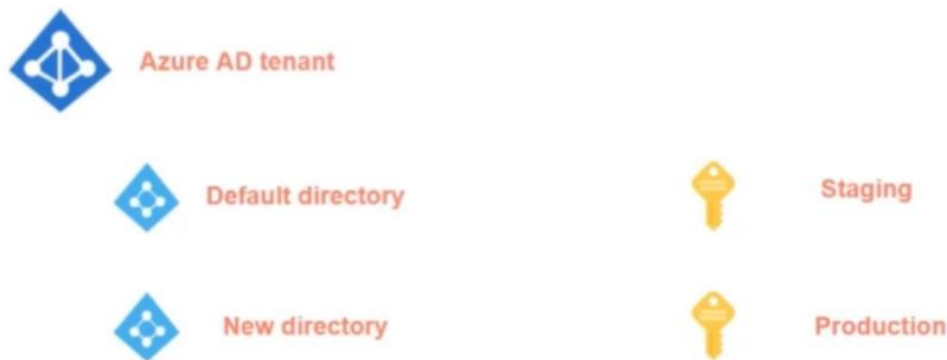 Azure AD tenant
Default directory
Staging
New directory
Production